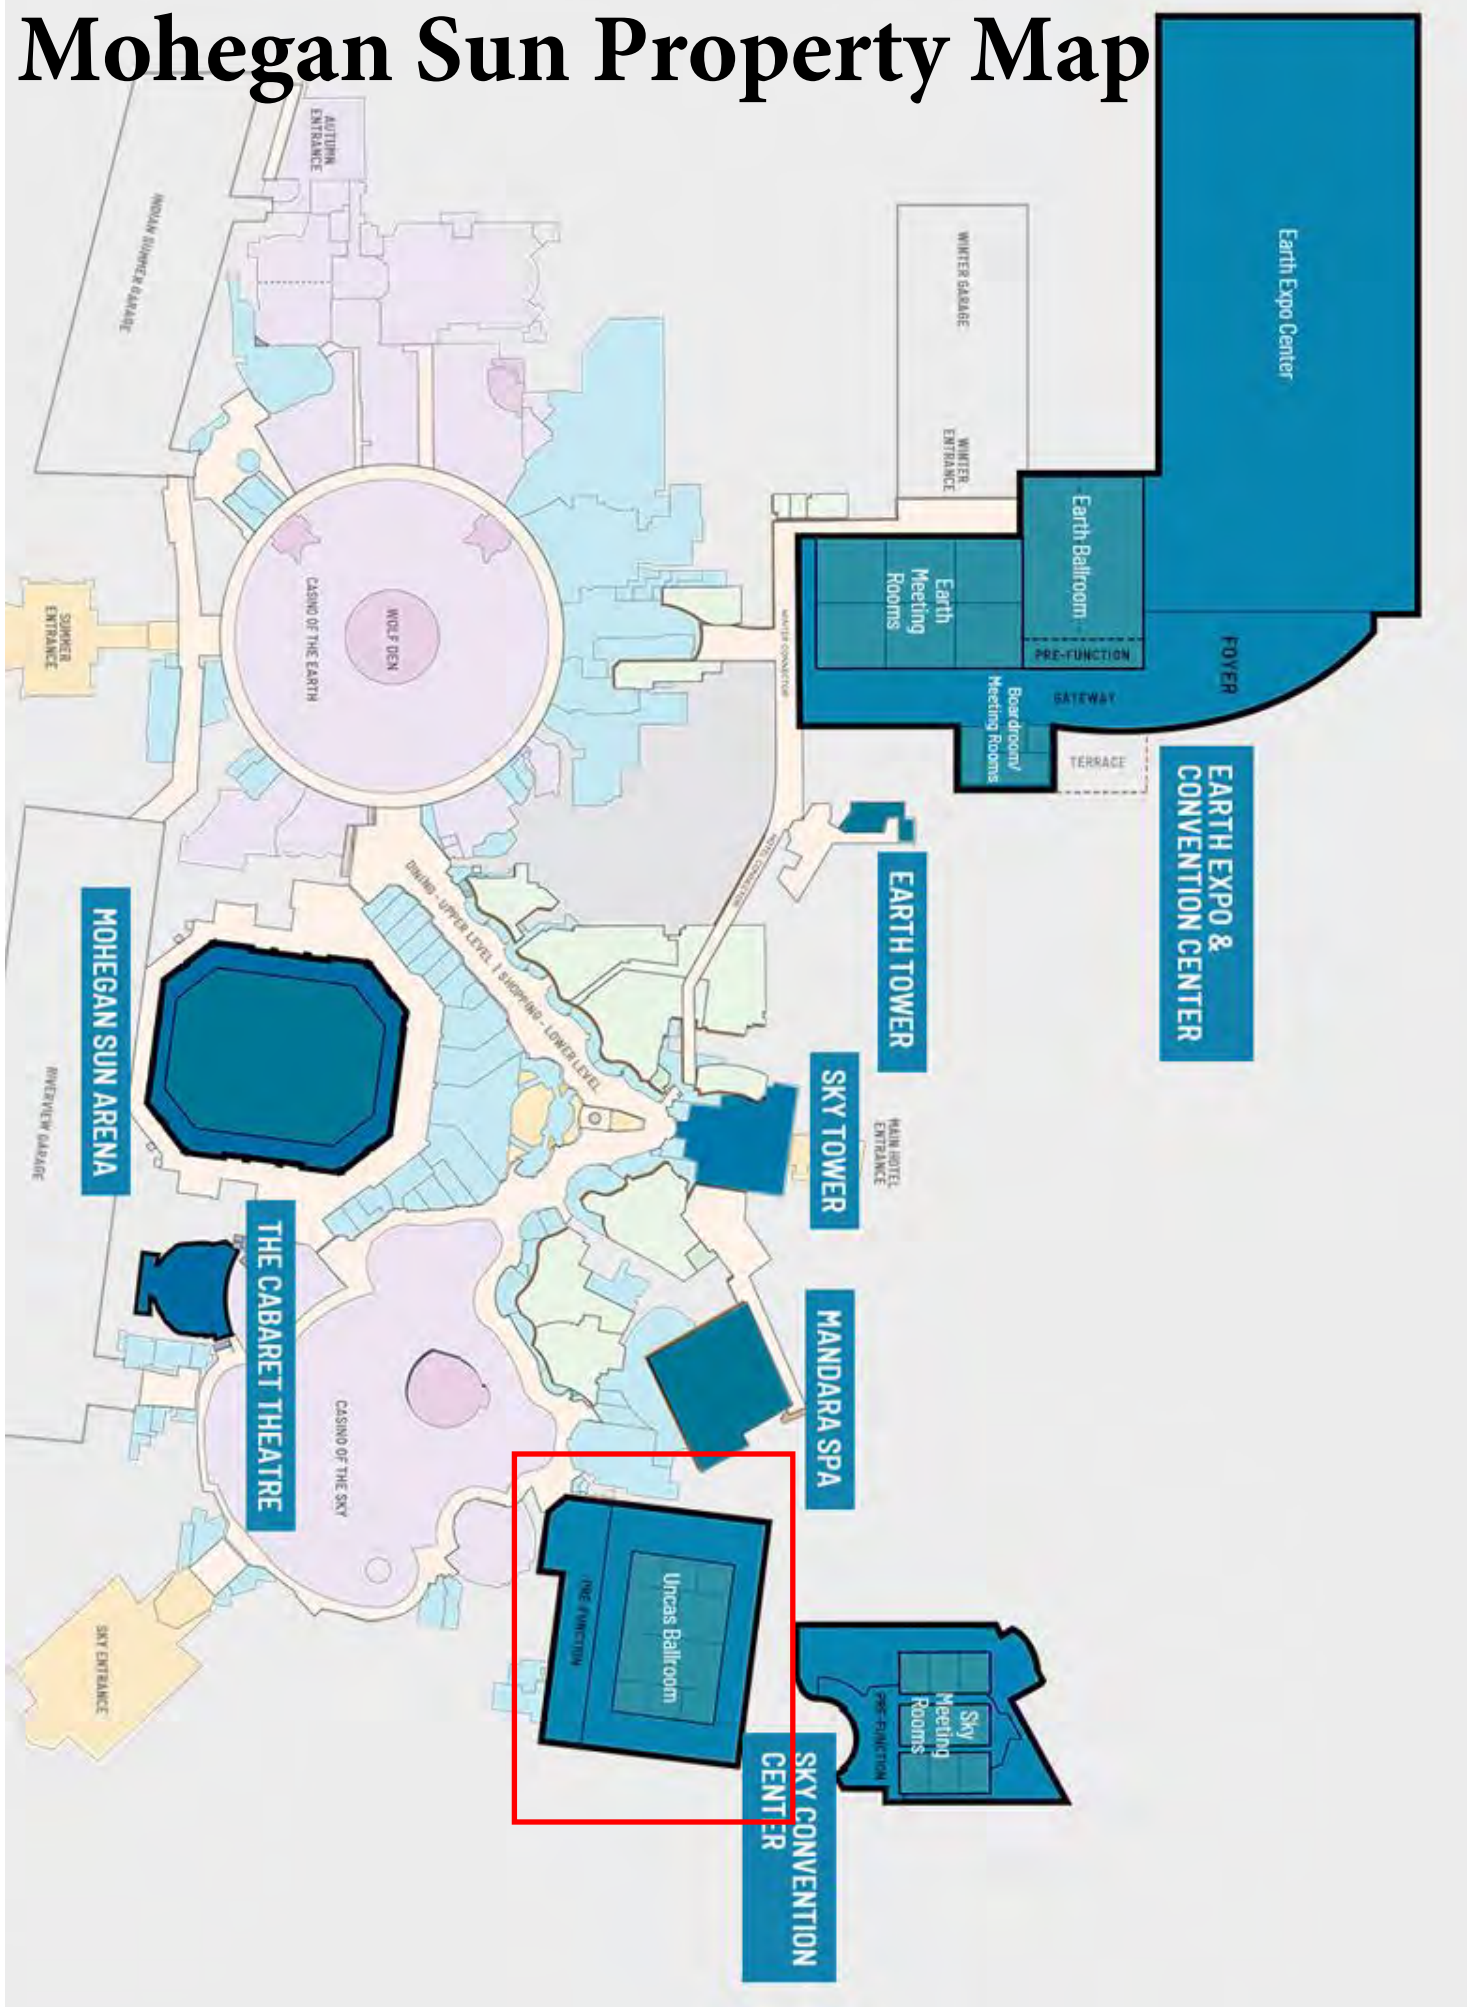 Mohegan Sun Property Map
AUTUMN
ENTRANCE
INDIAN SUMMER GARAGE
WINTER GARAGE
WINTER
ENTRANCE
Earth Expo Center
Earth Ballroom
Earth
Meeting
Rooms
PRE-FUNCTION
FOYER
GATEWAY
Boardroom/
Meeting Rooms
TERRACE
EARTH EXPO &
CONVENTION CENTER
WINTER CONNECTOR
HOTEL CONNECTOR
SUMMER
ENTRANCE
CASINO OF THE EARTH
WOLF DEN
EARTH TOWER
DINING - UPPER LEVEL | SHOPPING - LOWER LEVEL
MOHEGAN SUN ARENA
RIVERVIEW GARAGE
SKY TOWER
MAIN HOTEL
ENTRANCE
THE CABARET THEATRE
MANDARA SPA
CASINO OF THE SKY
SKY ENTRANCE
Uncas Ballroom
PRE-FUNCTION
Sky
Meeting
Rooms
PRE-FUNCTION
SKY CONVENTION
CENTER